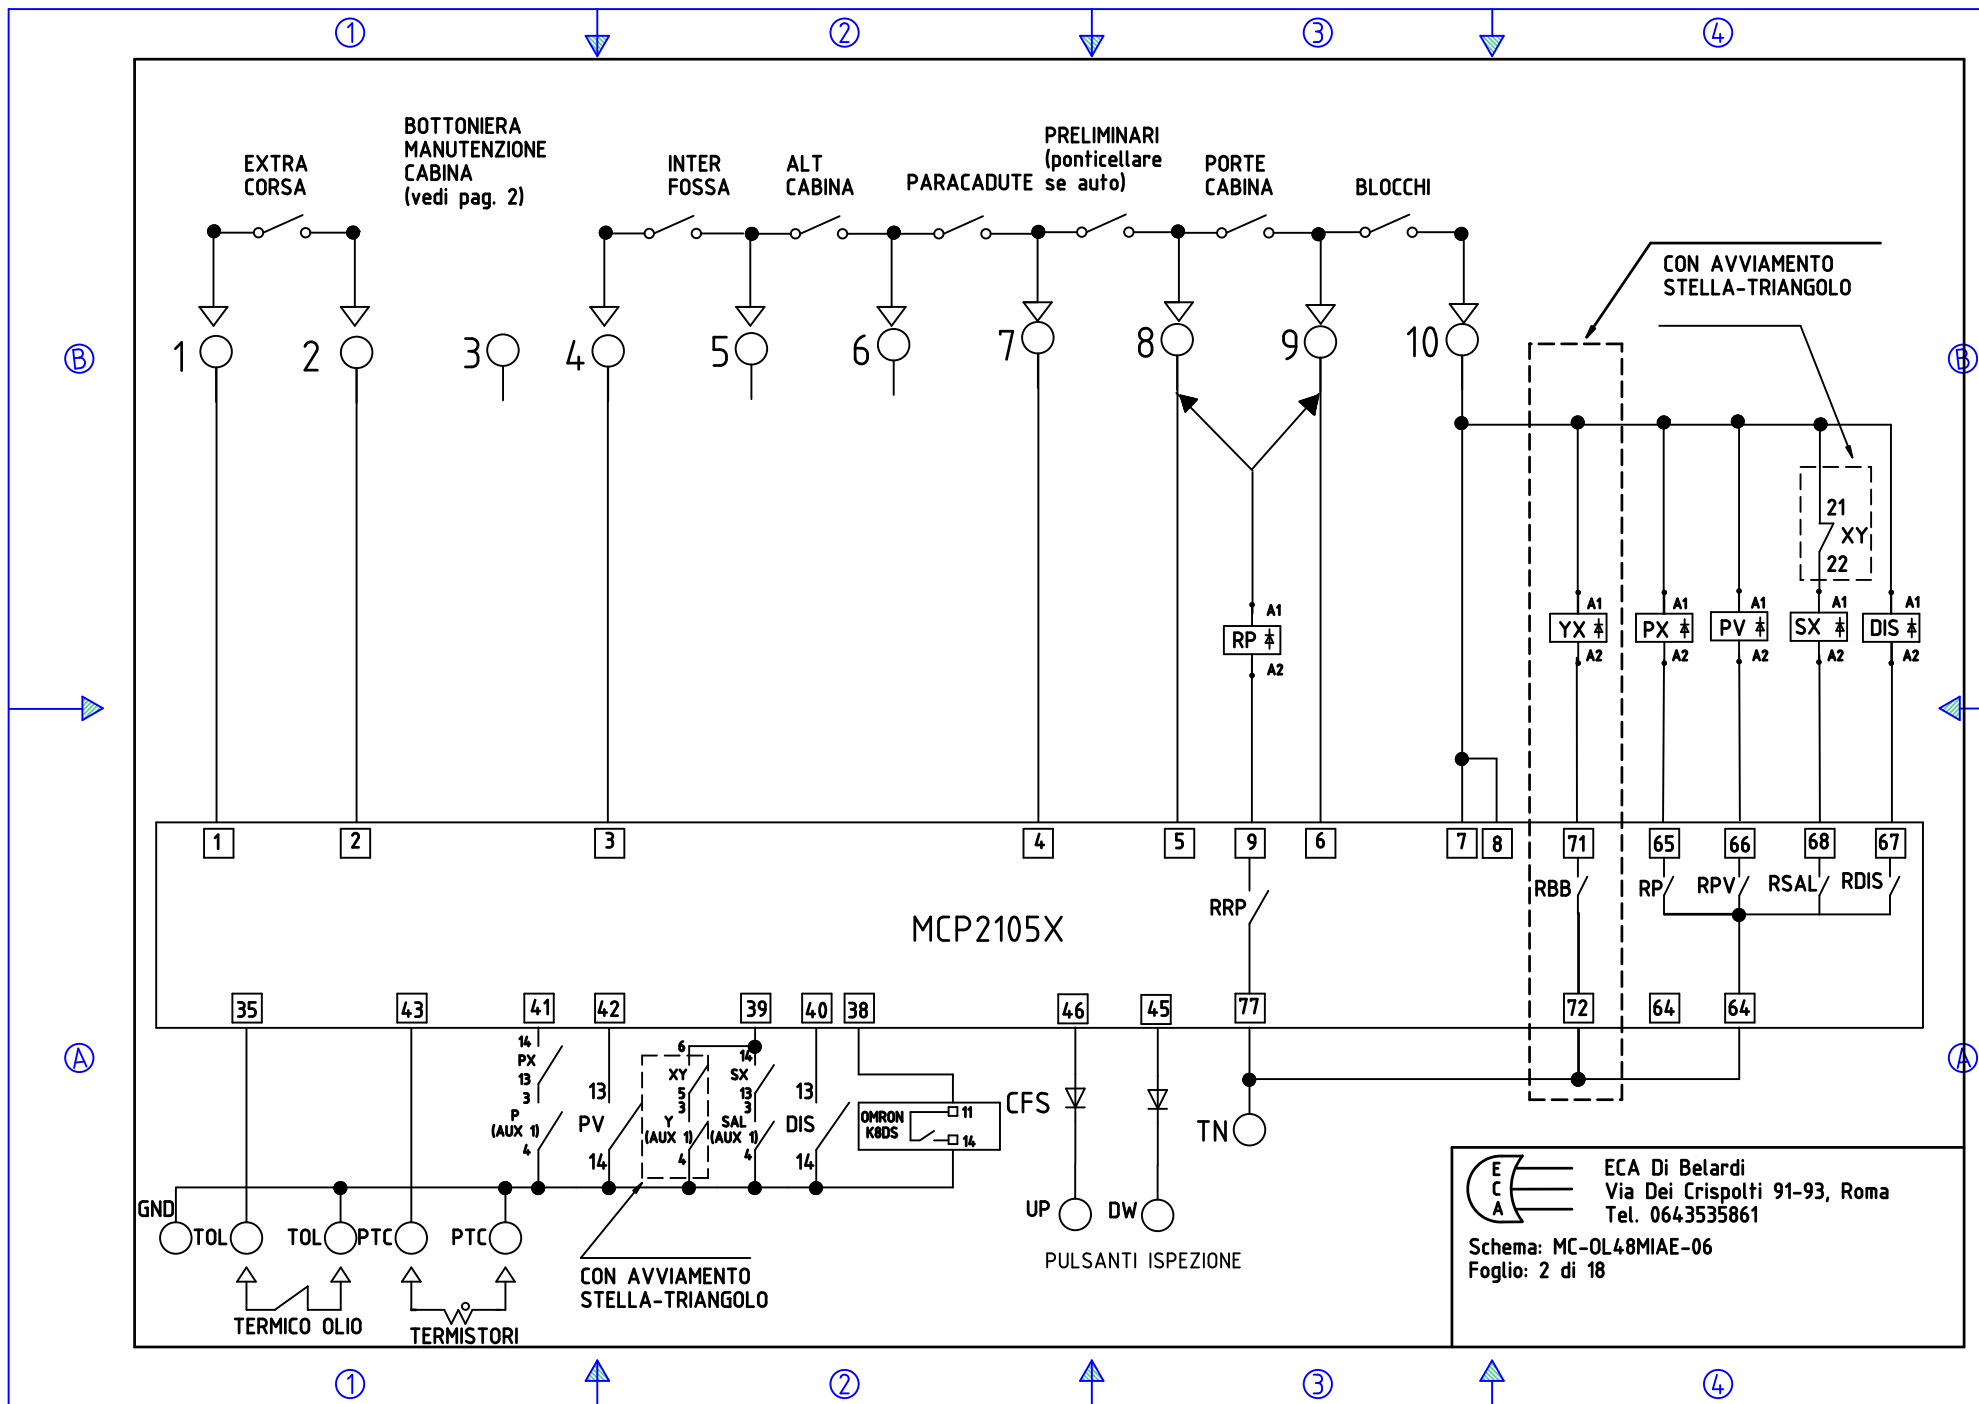 1 2 3 4
EXTRA
CORSA
BOTTONIERA
MANUTENZIONE
CABINA
(vedi pag. 2)
INTER
FOSSA
ALT
CABINA
PARACADUTE
PRELIMINARI
(ponticellare
se auto)
PORTE
CABINA
BLOCCHI
CON AVVIAMENTO
STELLA-TRIANGOLO
B 1 2 3 4 5 6 7 8 9 10 B
21
XY
22
A1 A1 A1 A1 A1 A1
RP YX PX PV SX DIS
A2 A2 A2 A2 A2 A2
1 2 3 4 5 9 6 7 8 71 65 66 68 67
RRP RBB RP RPV RSAL RDIS
MCP2105X
35 43 41 42 39 40 38 46 45 77 72 64 64
A A
14
PX
13
3
P
(AUX 1)
4
13
PV
14
6
XY
5
3
Y
(AUX 1)
4
14
SX
13
3
SAL
(AUX 1)
4
13
DIS
14
OMRON
K8DS
11
14
CFS
TN
GND TOL TOL PTC PTC
UP DW
PULSANTI ISPEZIONE
TERMICO OLIO
TERMISTORI
CON AVVIAMENTO
STELLA-TRIANGOLO
E
C
A
ECA Di Belardi
Via Dei Crispolti 91-93, Roma
Tel. 0643535861
Schema: MC-OL48MIAE-06
Foglio: 2 di 18
1 2 3 4